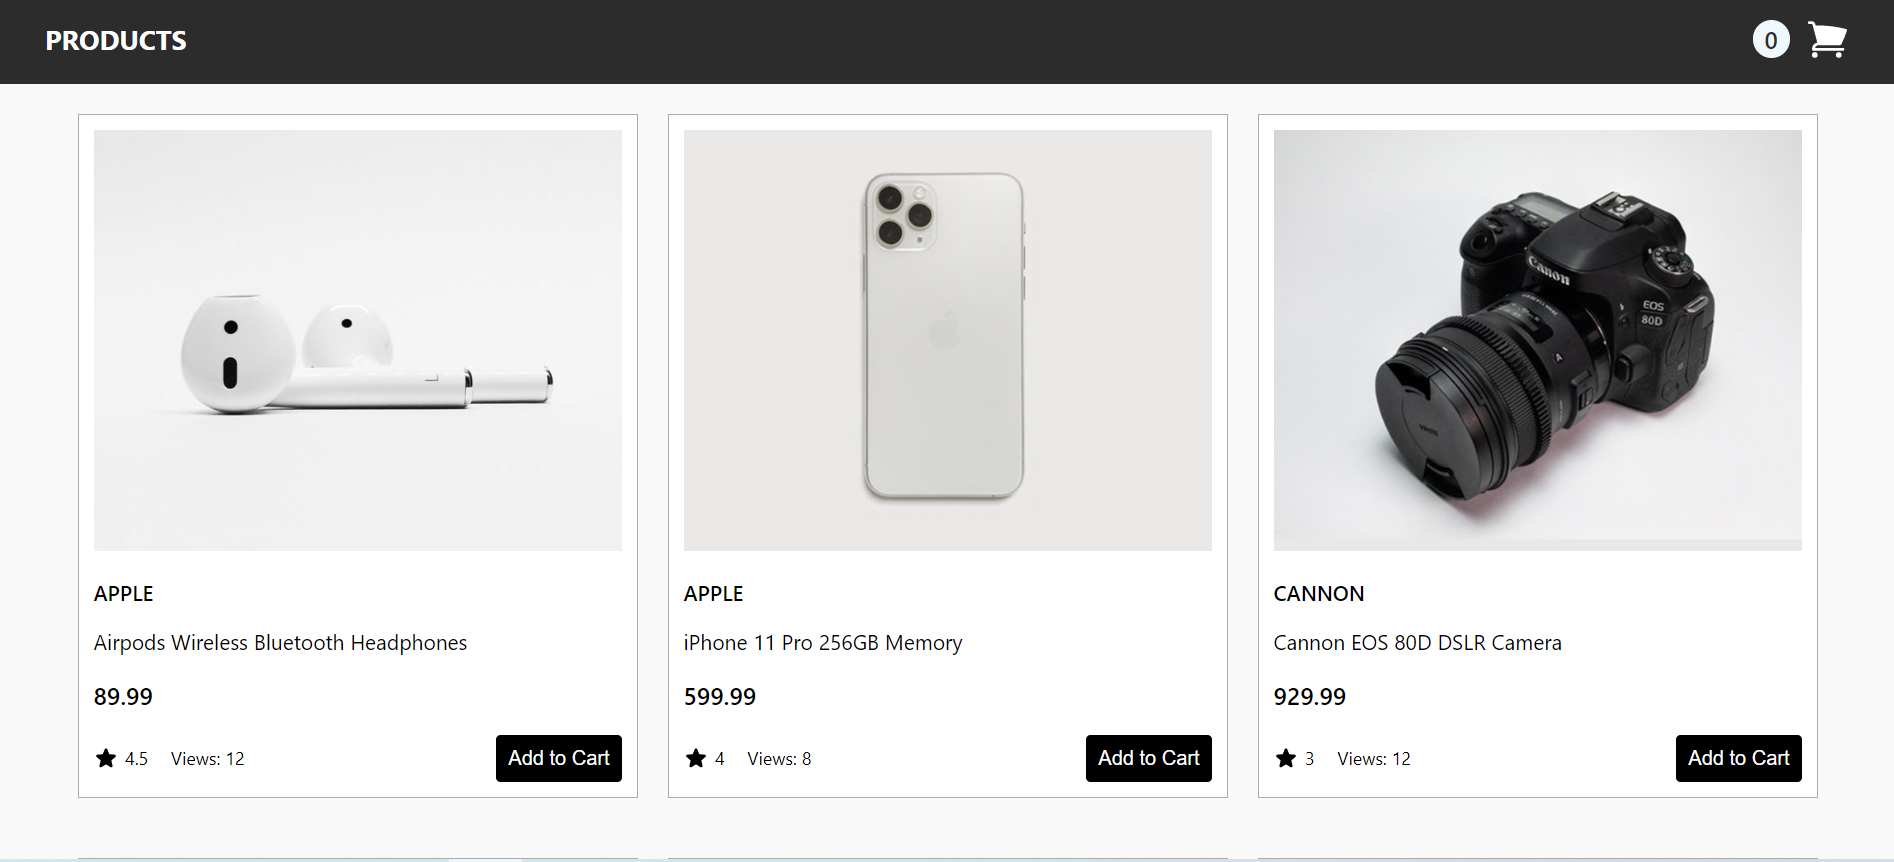 PRODUCTS
0
L
Canon
EOS
80D
A
APPLE
Airpods Wireless Bluetooth Headphones
89.99
4.5 Views: 12
Add to Cart
APPLE
iPhone 11 Pro 256GB Memory
599.99
4 Views: 8
Add to Cart
CANNON
Cannon EOS 80D DSLR Camera
929.99
3 Views: 12
Add to Cart